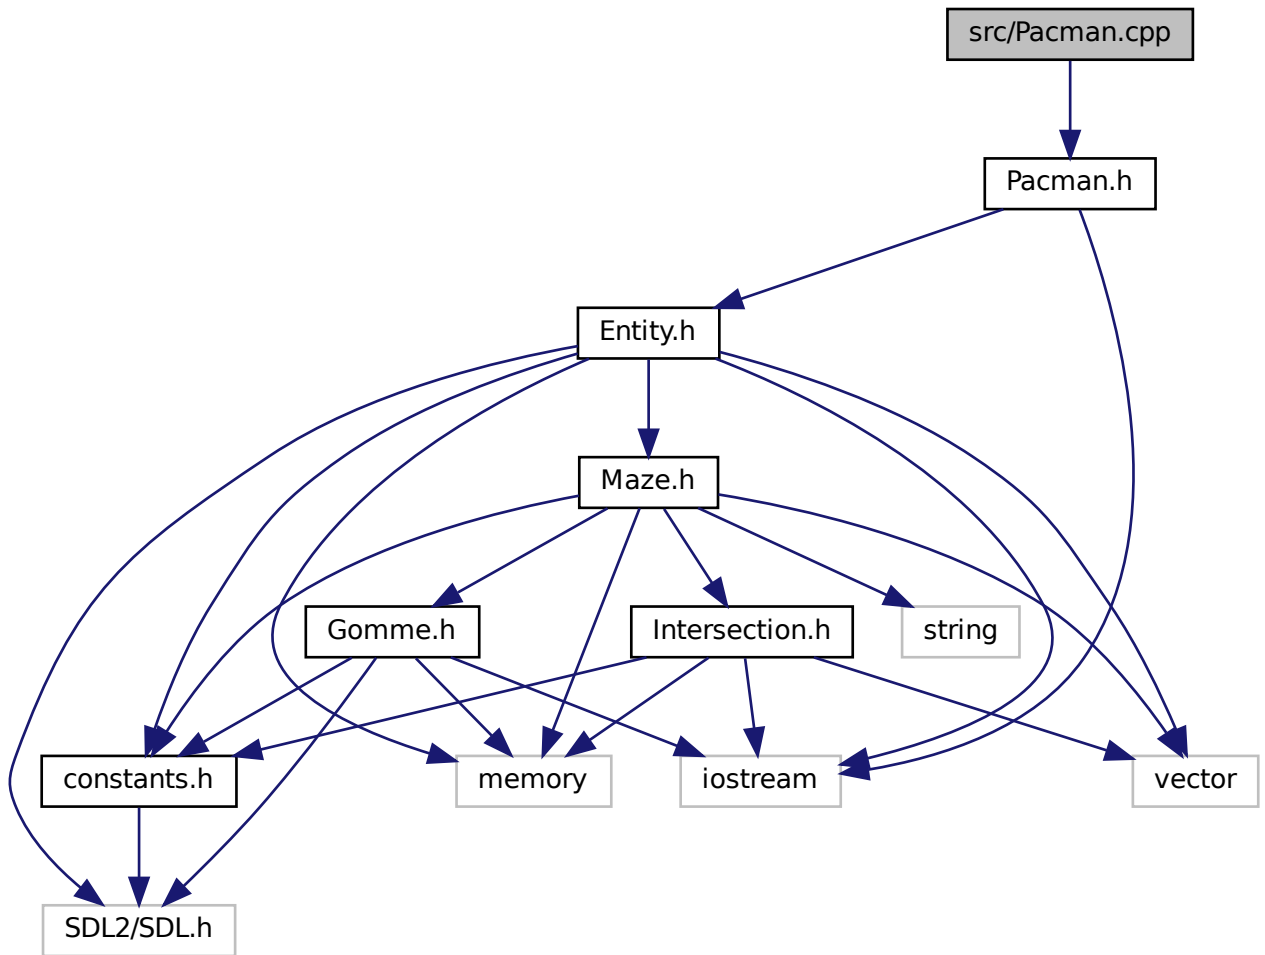 src/Pacman.cpp
Pacman.h
Entity.h
Maze.h
Gomme.h
Intersection.h
string
constants.h
memory
iostream
vector
SDL2/SDL.h